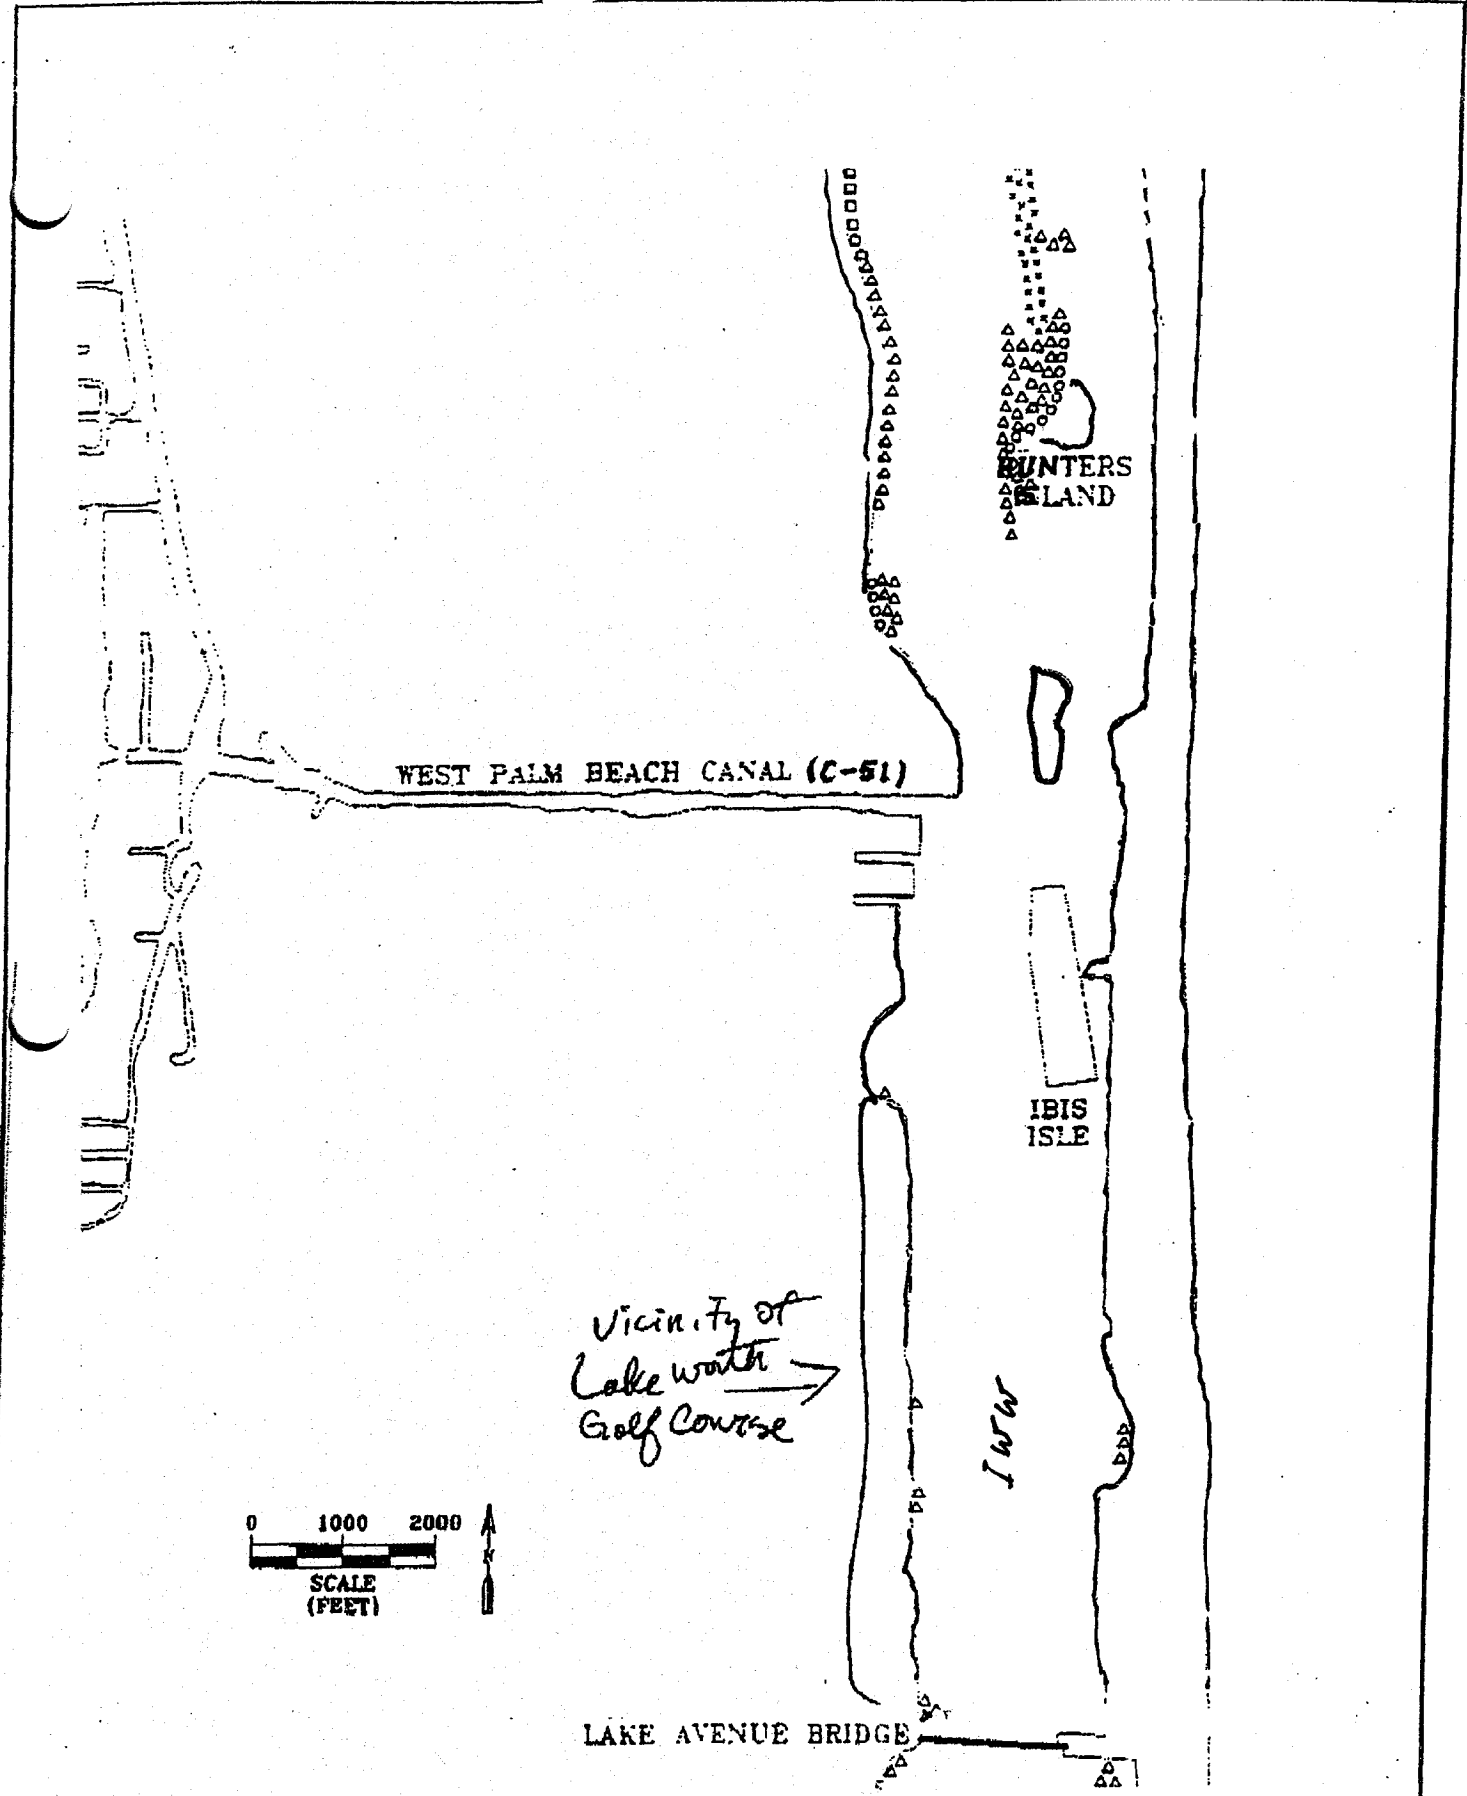 HUNTERS
ISLAND
WEST PALM BEACH CANAL (C-51)
IBIS
ISLE
Vicinity of
Lake worth
Golf Course
IWW
0 1000 2000
N
SCALE
(FEET)
LAKE AVENUE BRIDGE